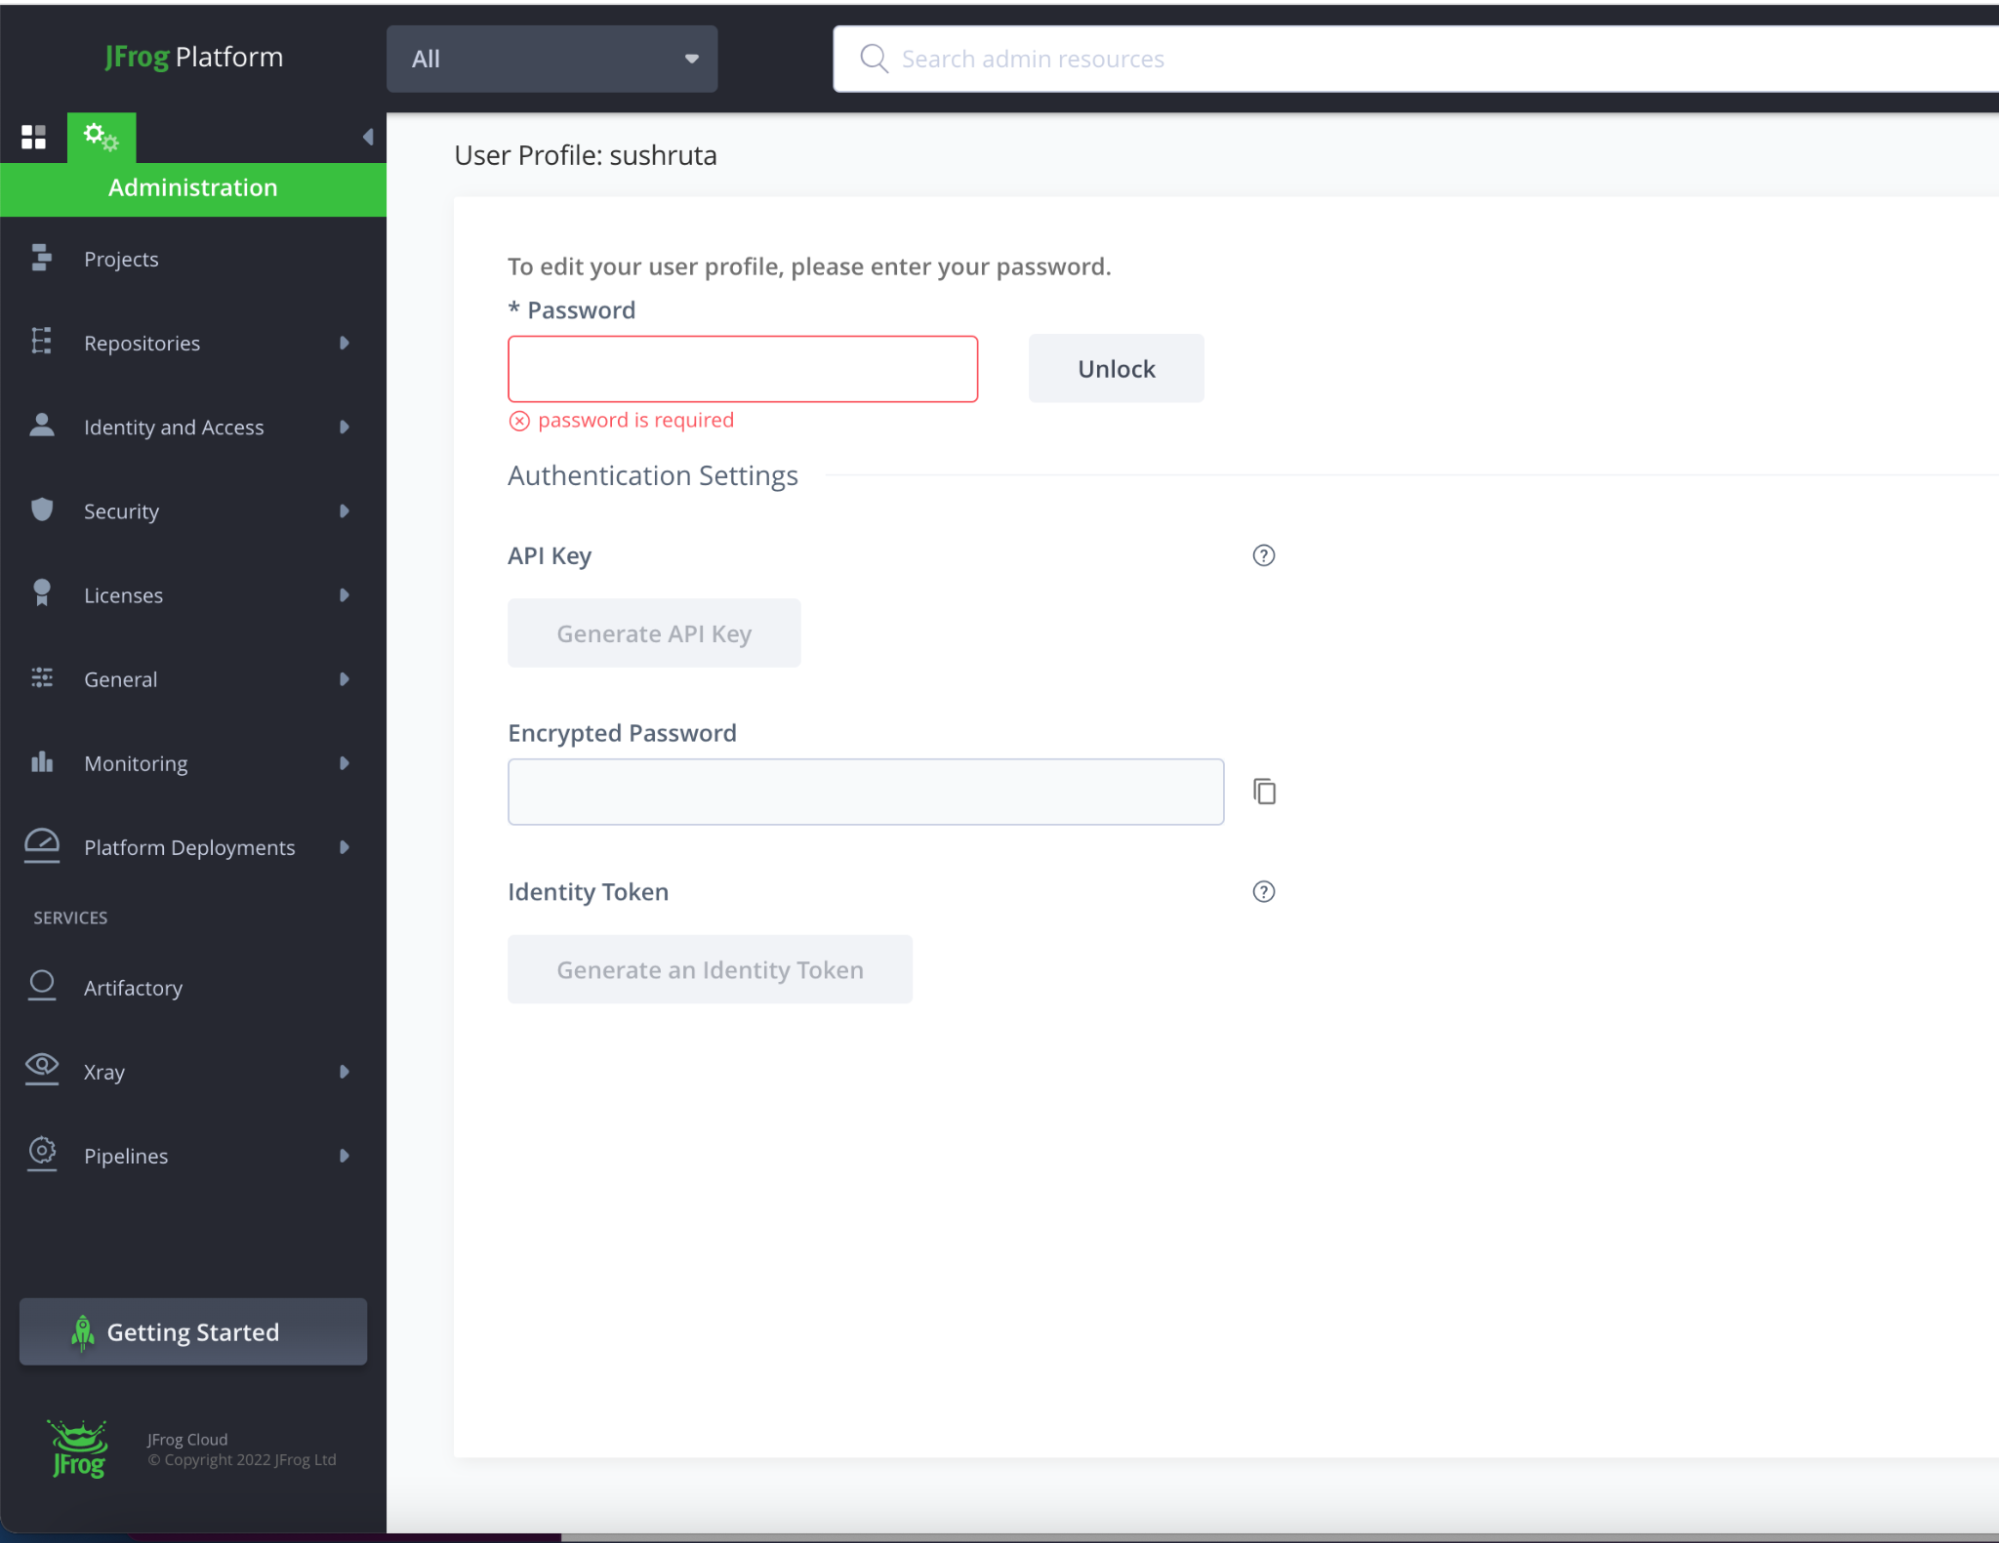 JFrog Platform
All
Search admin resources
Administration
User Profile: sushruta
Projects
Repositories
Identity and Access
Security
Licenses
General
Monitoring
Platform Deployments
SERVICES
Artifactory
Xray
Pipelines
Getting Started
JFrog
JFrog Cloud
© Copyright 2022 JFrog Ltd
To edit your user profile, please enter your password.
* Password
Unlock
password is required
Authentication Settings
API Key
?
Generate API Key
Encrypted Password
Identity Token
?
Generate an Identity Token